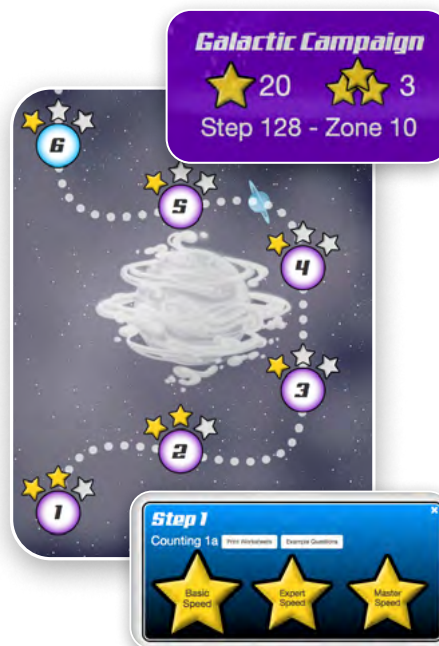 Galactic Campaign
20 3
Step 128 - Zone 10
6
5
4
3
2
1
Step 1
Counting 1a Print Worksheets Example Questions
Basic Speed Expert Speed Master Speed